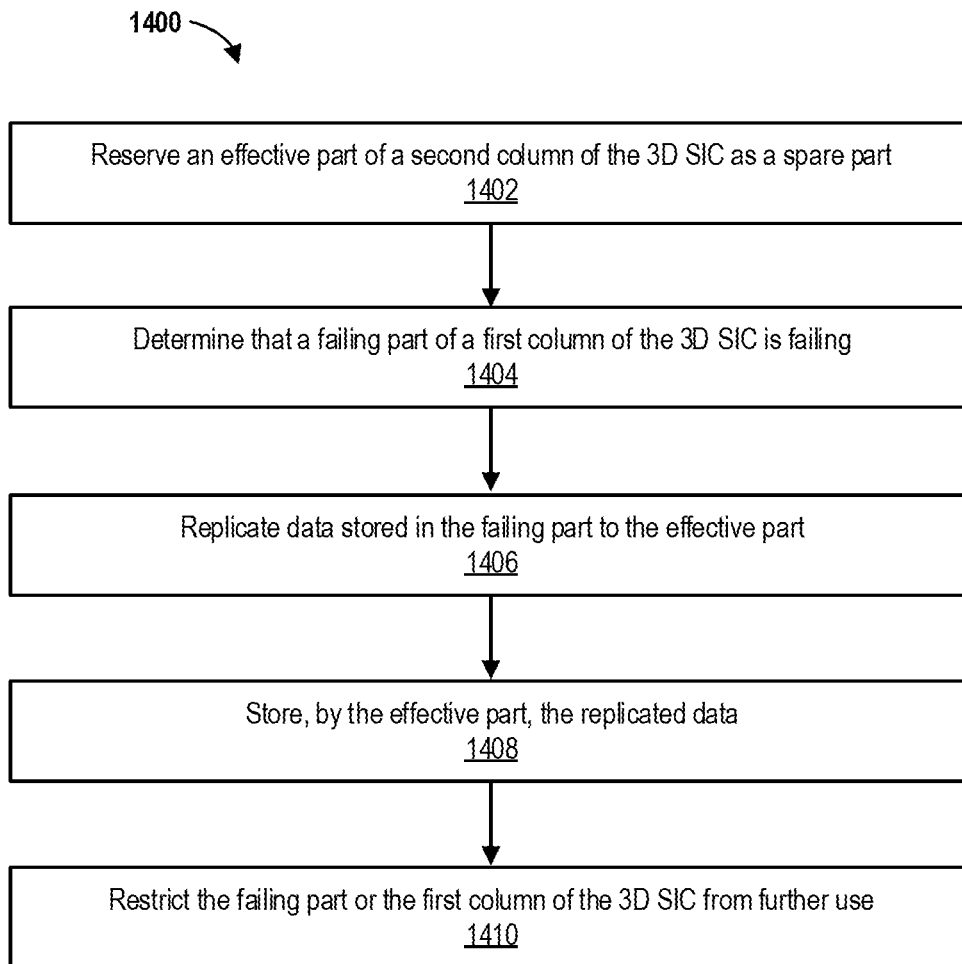 1400
Reserve an effective part of a second column of the 3D SIC as a spare part
1402
Determine that a failing part of a first column of the 3D SIC is failing
1404
Replicate data stored in the failing part to the effective part
1406
Store, by the effective part, the replicated data
1408
Restrict the failing part or the first column of the 3D SIC from further use
1410